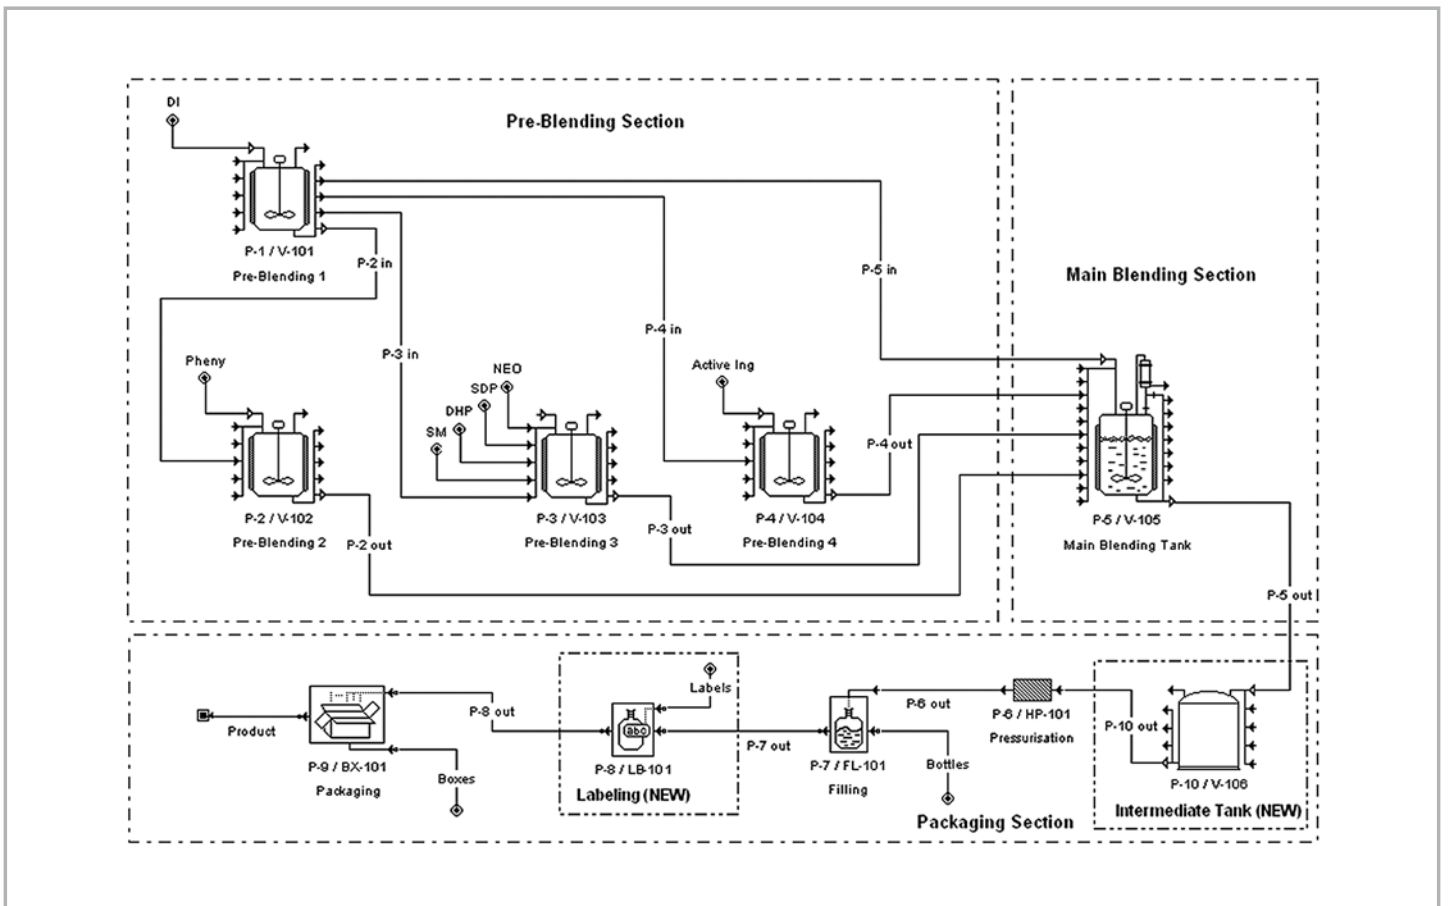 DI
Pre-Blending Section
P-1 / V-101
Pre-Blending 1
P-2 in
P-5 in
Main Blending Section
P-4 in
P-3 in
Pheny
NEO
SDP
DHP
SM
Active Ing
P-4 out
P-2 / V-102
Pre-Blending 2
P-2 out
P-3 / V-103
Pre-Blending 3
P-3 out
P-4 / V-104
Pre-Blending 4
P-5 / V-105
Main Blending Tank
P-5 out
Labels
P-8 out
P-6 out
P-6 / HP-101
Pressurisation
P-10 out
Product
P-7 out
abc
P-9 / BX-101
Packaging
Boxes
P-8 / LB-101
Labeling (NEW)
P-7 / FL-101
Filling
Bottles
P-10 / V-106
Intermediate Tank (NEW)
Packaging Section